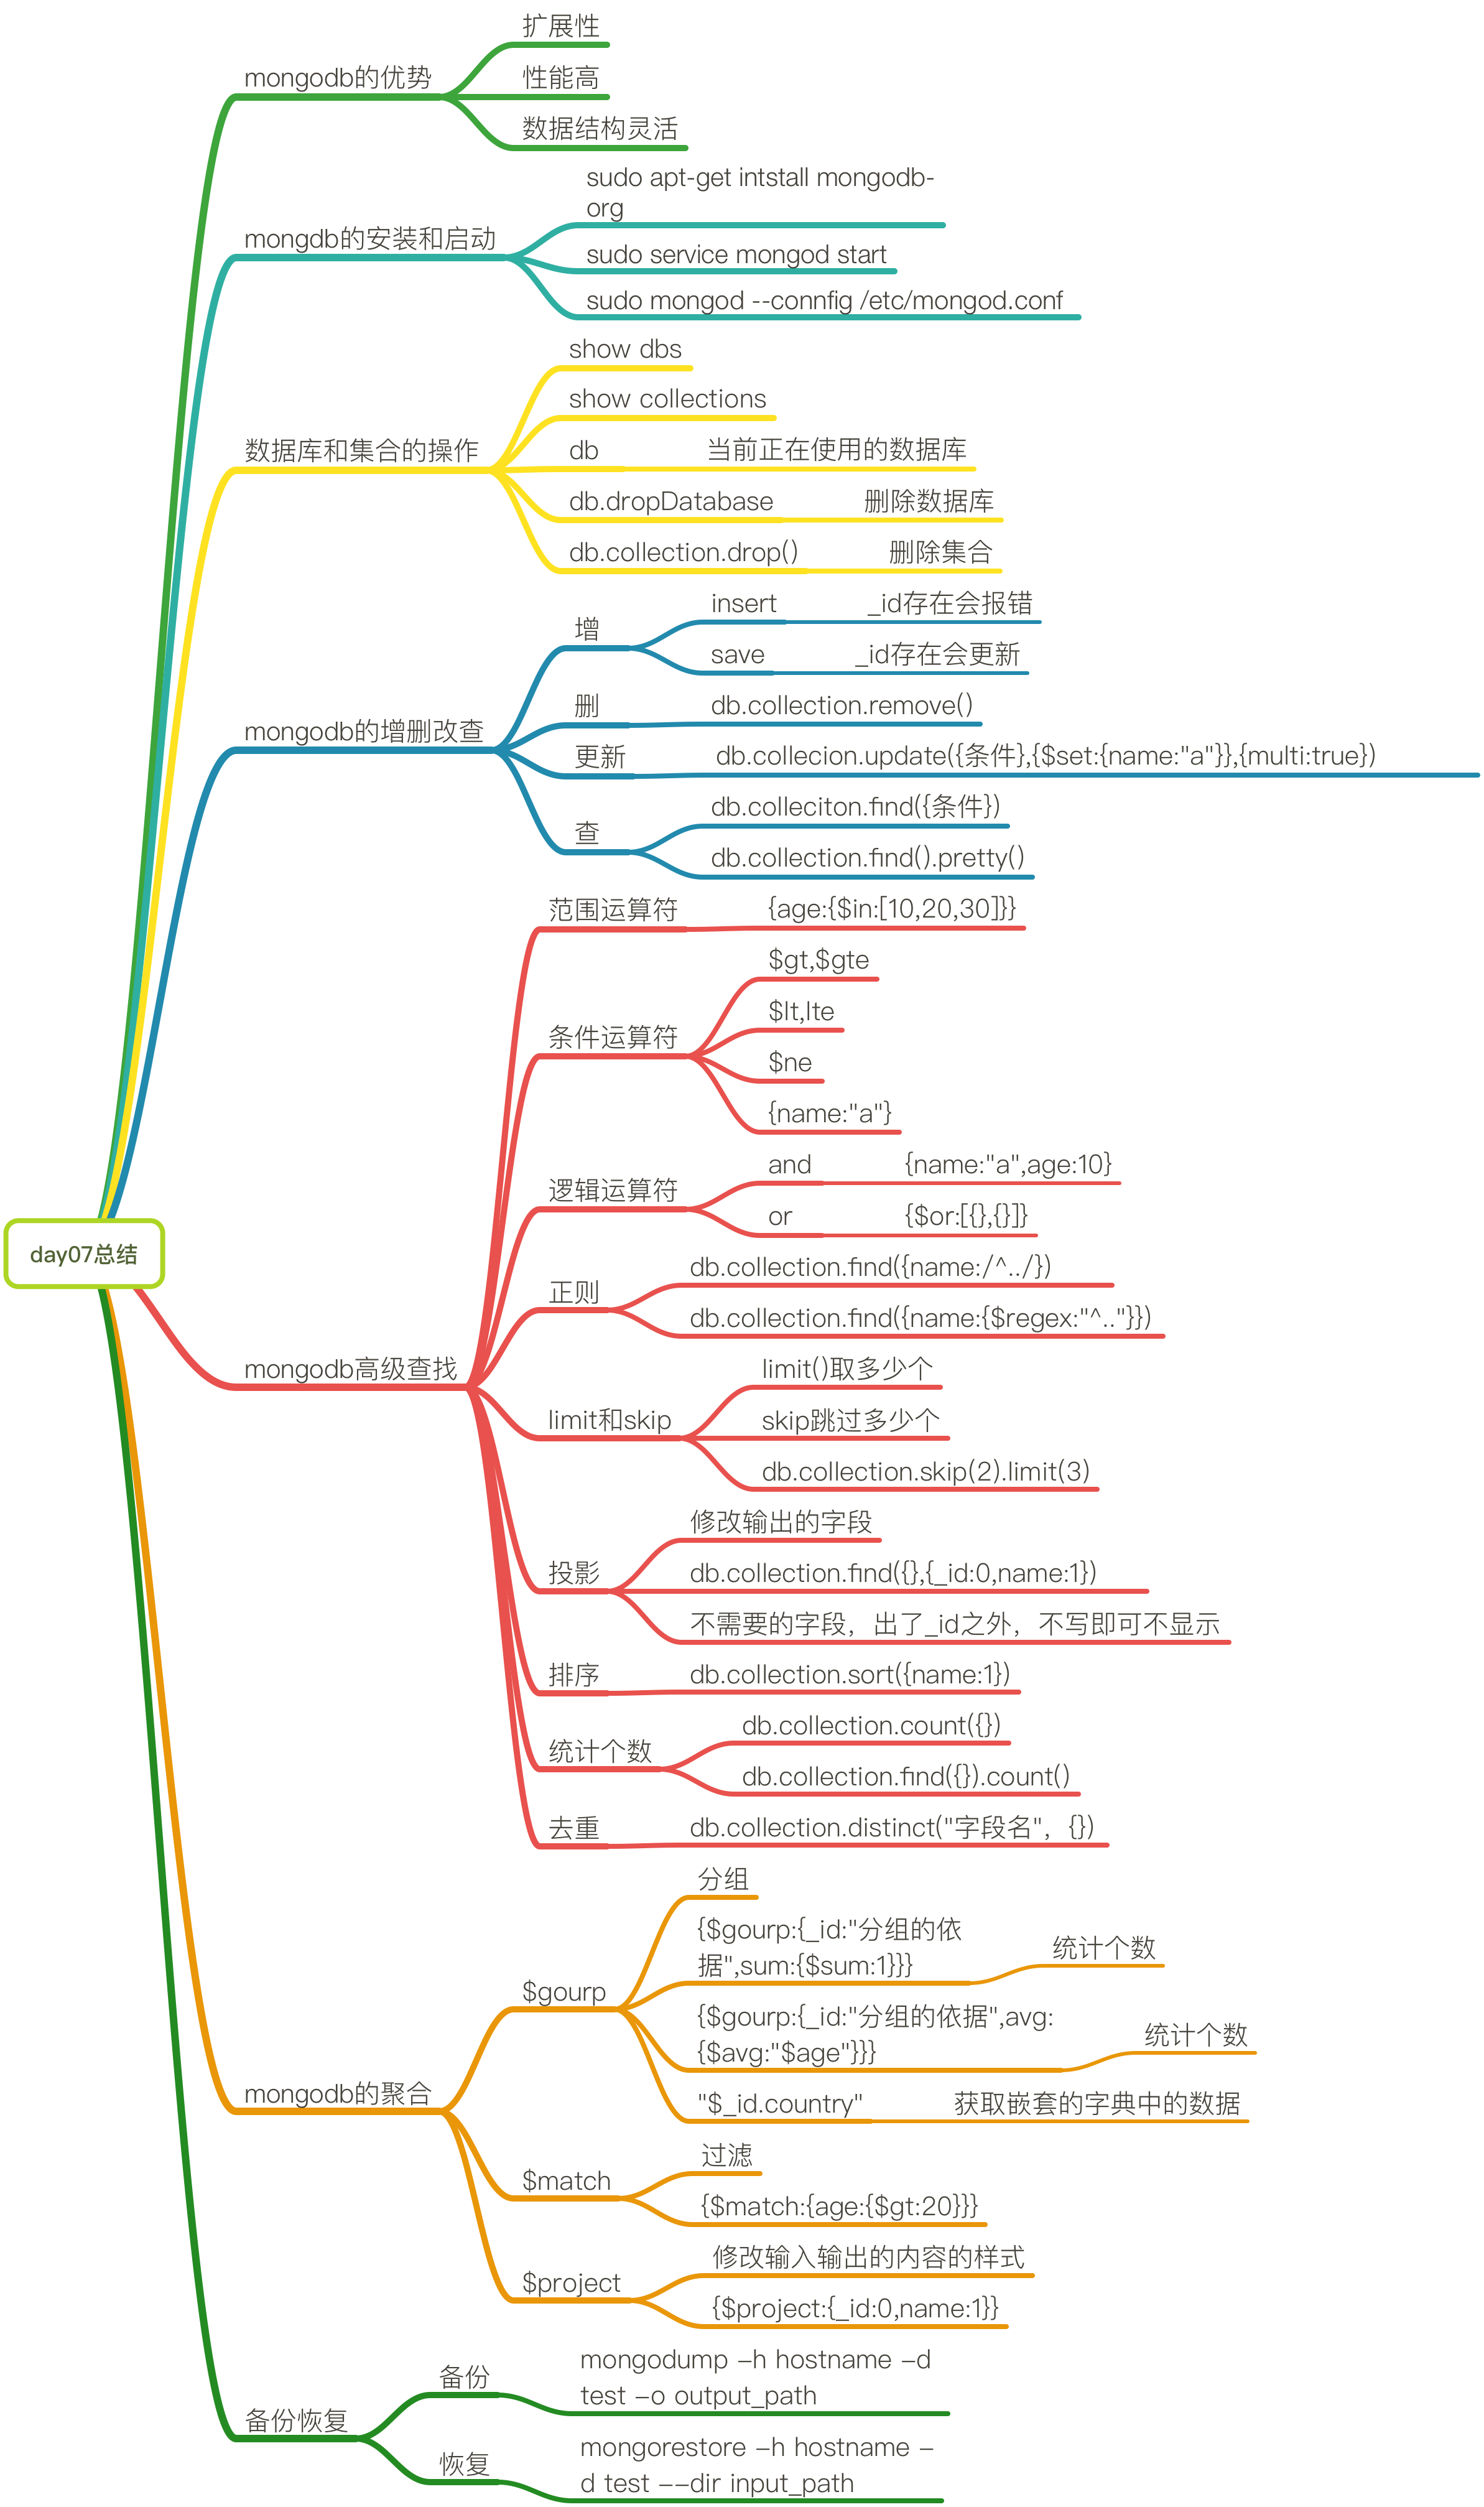 扩展性
mongodb的优势
性能高
数据结构灵活
sudo apt-get intstall mongodb-
org
mongdb的安装和启动
sudo service mongod start
sudo mongod --connfig /etc/mongod.conf
show dbs
show collections
数据库和集合的操作
db 当前正在使用的数据库
db.dropDatabase 删除数据库
db.collection.drop() 删除集合
增
insert _id存在会报错
save _id存在会更新
mongodb的增删改查
删 db.collection.remove()
更新 db.collecion.update({条件},{$set:{name:"a"}},{multi:true})
查
db.colleciton.find({条件})
db.collection.find().pretty()
day07总结
mongodb高级查找
范围运算符 {age:{$in:[10,20,30]}}
条件运算符
$gt,$gte
$lt,lte
$ne
{name:"a"}
逻辑运算符
and {name:"a",age:10}
or {$or:[{},{}]}
正则
db.collection.find({name:/^../})
db.collection.find({name:{$regex:"^.."}})
limit和skip
limit()取多少个
skip跳过多少个
db.collection.skip(2).limit(3)
投影
修改输出的字段
db.collection.find({},{_id:0,name:1})
不需要的字段，出了_id之外，不写即可不显示
排序 db.collection.sort({name:1})
统计个数
db.collection.count({})
db.collection.find({}).count()
去重 db.collection.distinct("字段名"，{})
mongodb的聚合
$gourp
分组
{$gourp:{_id:"分组的依
据",sum:{$sum:1}}}
统计个数
{$gourp:{_id:"分组的依据",avg:
{$avg:"$age"}}}
统计个数
"$_id.country" 获取嵌套的字典中的数据
$match
过滤
{$match:{age:{$gt:20}}}
$project
修改输入输出的内容的样式
{$project:{_id:0,name:1}}
备份恢复
备份
mongodump –h hostname –d
test –o output_path
恢复
mongorestore –h hostname –
d test ––dir input_path